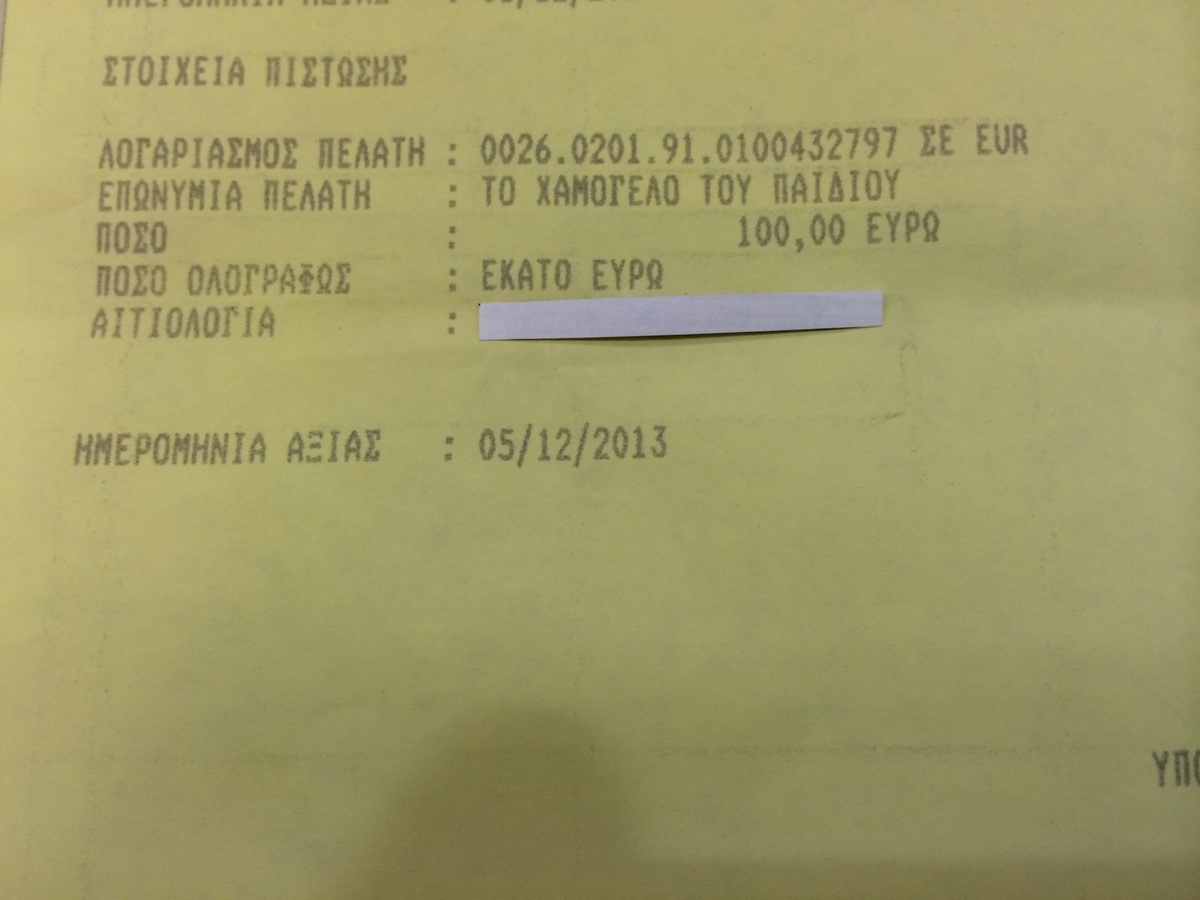 ΣΤΟΙΧΕΙΑ ΠΙΣΤΩΣΗΣ
ΛΟΓΑΡΙΑΣΜΟΣ ΠΕΛΑΤΗ : 0026.0201.91.0100432797 ΣΕ EUR
ΕΠΩΝΥΜΙΑ ΠΕΛΑΤΗ : ΤΟ ΧΑΜΟΓΕΛΟ ΤΟΥ ΠΑΙΔΙΟΥ
ΠΟΣΟ : 100,00 ΕΥΡΩ
ΠΟΣΟ ΟΛΟΓΡΑΦΩΣ : ΕΚΑΤΟ ΕΥΡΩ
ΑΙΤΙΟΛΟΓΙΑ :
ΗΜΕΡΟΜΗΝΙΑ ΑΞΙΑΣ : 05/12/2013